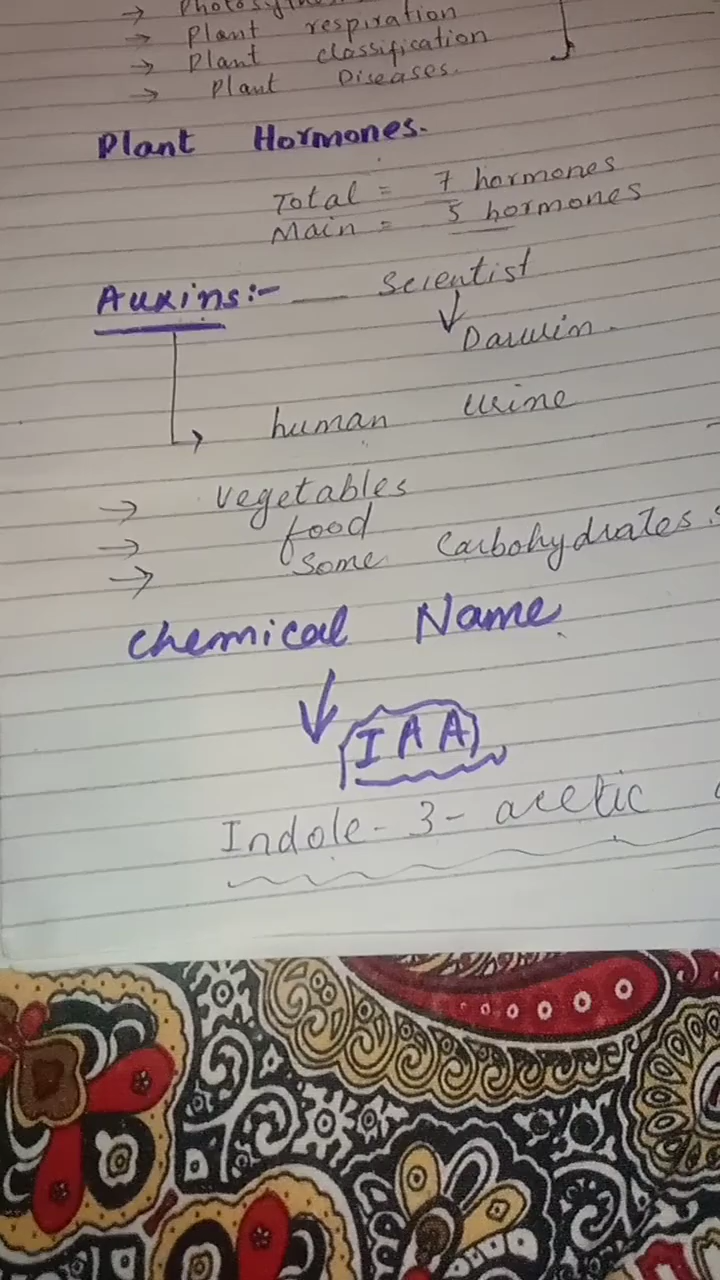 → Plant respiration
→ Plant classification
→ Plant Diseases.
Plant Hormones.
Total = 7 hormones
Main = 5 hormones
Auxins:- — Scientist
↓ Darwin.
→ human urine
→ vegetables
→ food
→ some carbohydrates.
Chemical Name
↓ IAA
Indole-3-acetic